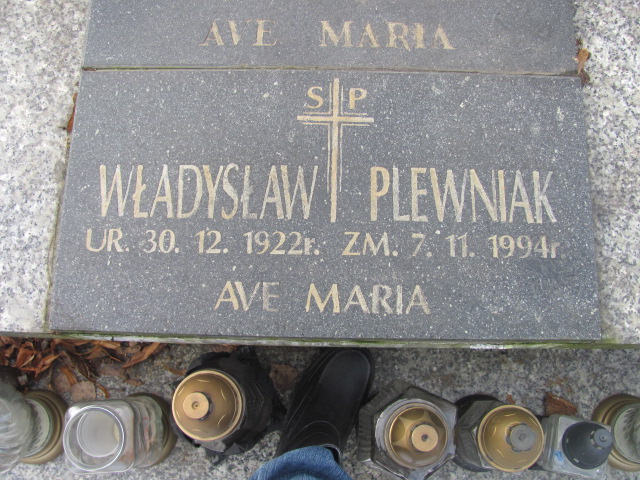 AVE MARIA
S P
WŁADYSŁAW PLEWNIAK
UR. 30. 12. 1922r. ZM. 7. 11. 1994r.
AVE MARIA